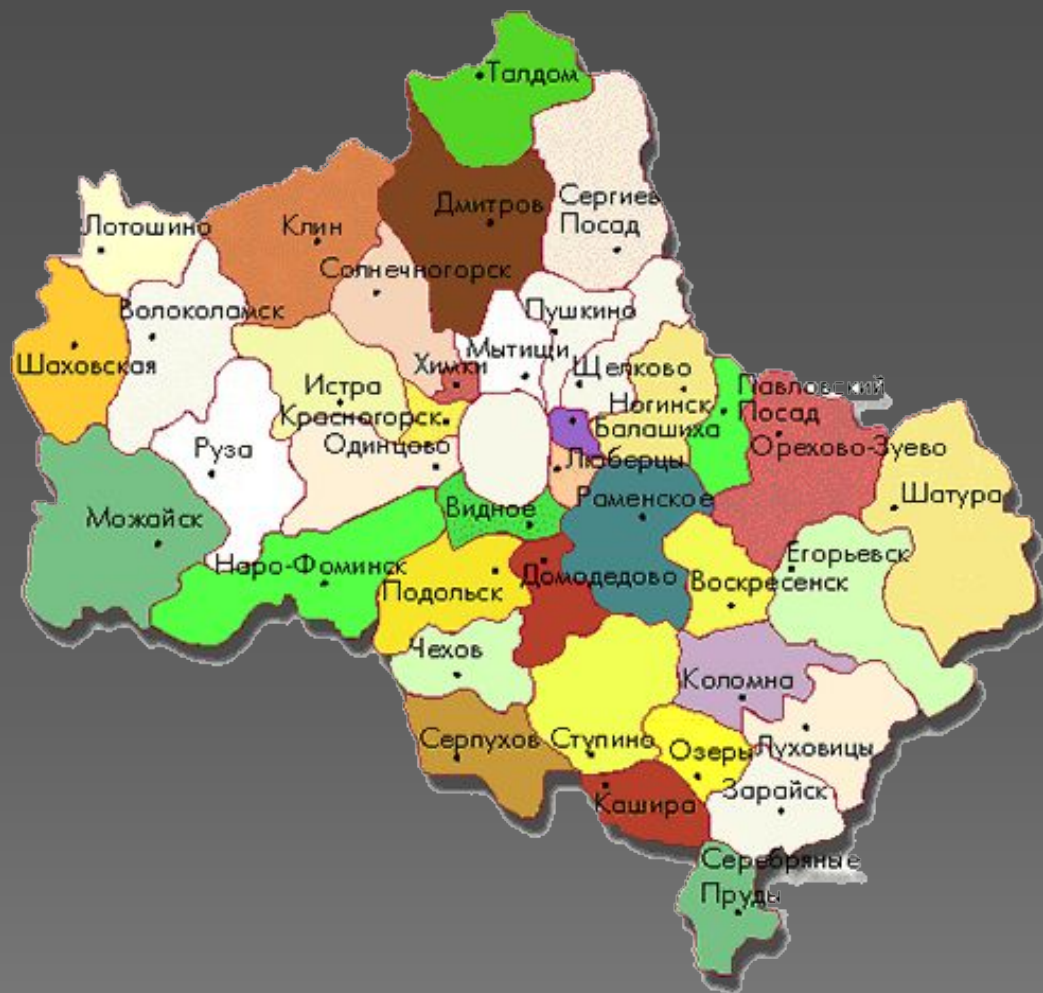 Талдом
Дмитров
Сергиев
Посад
Лотошино
Клин
Солнечногорск
Волоколамск
Пушкино
Шаховская
Мытищи
Химки
Щелково
Истра
Павловский
Посад
Ногинск
Красногорск
Балашиха
Руза
Одинцово
Орехово-Зуево
Люберцы
Шатура
Раменское
Можайск
Видное
Егорьевск
Наро-Фоминск
Подольск
Домодедово
Воскресенск
Чехов
Коломна
Серпухов
Ступино
Озеры
Луховицы
Кашира
Зарайск
Серебряные
Пруды